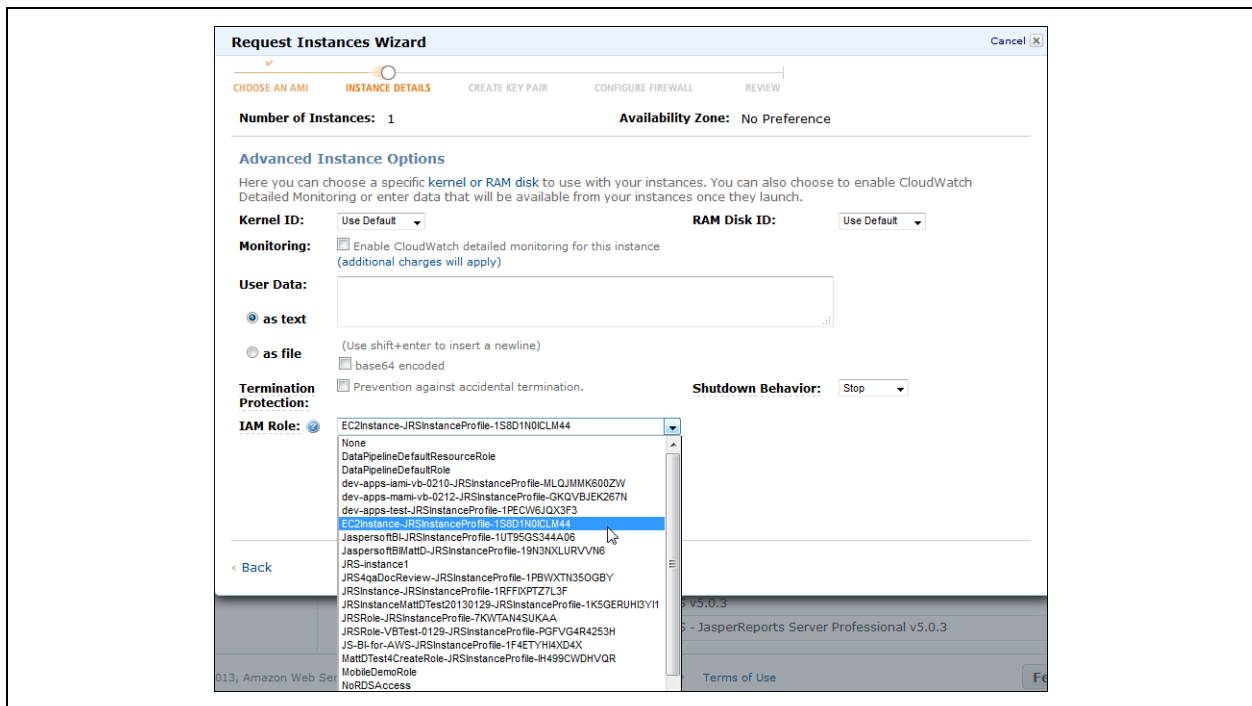 Request Instances Wizard
Cancel
CHOOSE AN AMI INSTANCE DETAILS CREATE KEY PAIR CONFIGURE FIREWALL REVIEW
Number of Instances: 1 Availability Zone: No Preference
Advanced Instance Options
Here you can choose a specific kernel or RAM disk to use with your instances. You can also choose to enable CloudWatch
Detailed Monitoring or enter data that will be available from your instances once they launch.
Kernel ID: Use Default RAM Disk ID: Use Default
Monitoring: Enable CloudWatch detailed monitoring for this instance
(additional charges will apply)
User Data:
as text
as file (Use shift+enter to insert a newline)
base64 encoded
Termination Protection: Prevention against accidental termination. Shutdown Behavior: Stop
IAM Role: EC2Instance-JRSInstanceProfile-1S8D1N0ICLM44
None
DataPipelineDefaultResourceRole
DataPipelineDefaultRole
dev-apps-iami-vb-0210-JRSInstanceProfile-MLQJMMK600ZW
dev-apps-mami-vb-0212-JRSInstanceProfile-GKQVBJEK267N
dev-apps-test-JRSInstanceProfile-1PECW6JQX3F3
EC2Instance-JRSInstanceProfile-1S8D1N0ICLM44
JaspersoftBI-JRSInstanceProfile-1UT95GS344A06
JaspersoftBIMattD-JRSInstanceProfile-19N3NXLURVVN6
JRS-instance1
JRS4qaDocReview-JRSInstanceProfile-1PBWXTN35OGBY
JRSInstance-JRSInstanceProfile-1RFFIXPTZ7L3F
JRSInstanceMattDTest20130129-JRSInstanceProfile-1K5GERUHI3YI1
JRSRole-JRSInstanceProfile-7KWTAN4SUKAA
JRSRole-VBTest-0129-JRSInstanceProfile-PGFVG4R4253H
JS-BI-for-AWS-JRSInstanceProfile-1F4ETYHI4XD4X
MattDTest4CreateRole-JRSInstanceProfile-IH499CWDHVQR
MobileDemoRole
NoRDSAccess
< Back
v5.0.3
- JasperReports Server Professional v5.0.3
013, Amazon Web Ser Terms of Use Fe